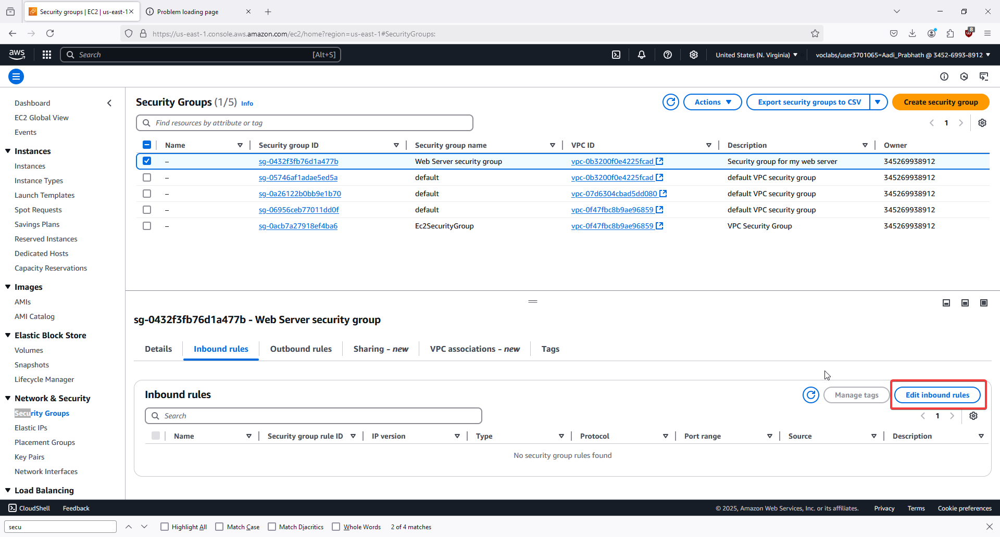 Security groups | EC2 | us-east-1
Problem loading page
https://us-east-1.console.aws.amazon.com/ec2/home?region=us-east-1#SecurityGroups:
8
aws
Search
[Alt+S]
United States (N. Virginia)
voclabs/user3701065=Aadi_Prabhath @ 3452-6993-8912
Dashboard
EC2 Global View
Events
Instances
Instances
Instance Types
Launch Templates
Spot Requests
Savings Plans
Reserved Instances
Dedicated Hosts
Capacity Reservations
Images
AMIs
AMI Catalog
Elastic Block Store
Volumes
Snapshots
Lifecycle Manager
Network & Security
Security Groups
Elastic IPs
Placement Groups
Key Pairs
Network Interfaces
Load Balancing
Security Groups (1/5) Info
Actions
Export security groups to CSV
Create security group
Find resources by attribute or tag
1
Name Security group ID Security group name VPC ID Description Owner
– sg-0432f3fb76d1a477b Web Server security group vpc-0b3200f0e4225fcad Security group for my web server 345269938912
– sg-05746af1adae5ed5a default vpc-0b3200f0e4225fcad default VPC security group 345269938912
– sg-0a26122b0bb9e1b70 default vpc-07d6304cbad5dd080 default VPC security group 345269938912
– sg-06956ceb77011dd0f default vpc-0f47fbc8b9ae96859 default VPC security group 345269938912
– sg-0acb7a27918ef4ba6 Ec2SecurityGroup vpc-0f47fbc8b9ae96859 VPC Security Group 345269938912
sg-0432f3fb76d1a477b - Web Server security group
Details Inbound rules Outbound rules Sharing - new VPC associations - new Tags
Inbound rules
Manage tags
Edit inbound rules
Search
1
Name Security group rule ID IP version Type Protocol Port range Source Description
No security group rules found
CloudShell Feedback
© 2025, Amazon Web Services, Inc. or its affiliates. Privacy Terms Cookie preferences
secu
Highlight All Match Case Match Diacritics Whole Words 2 of 4 matches